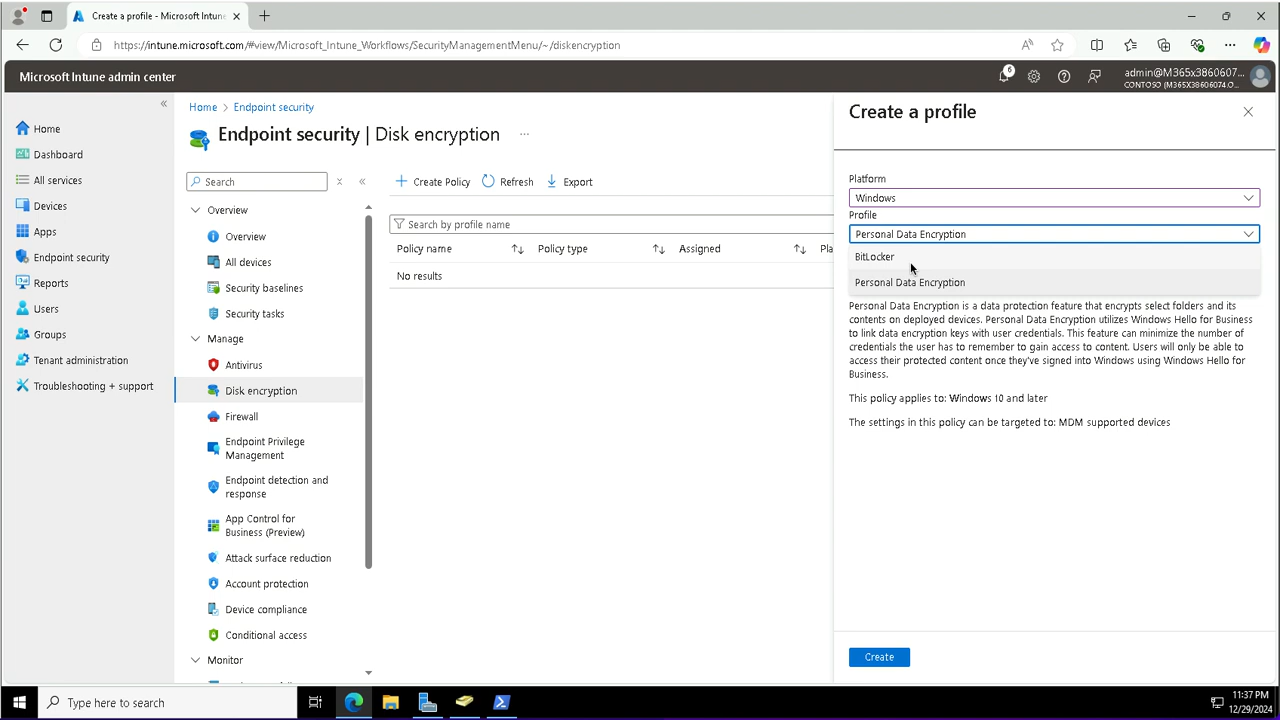 Create a profile - Microsoft Intune
https://intune.microsoft.com/#view/Microsoft_Intune_Workflows/SecurityManagementMenu/~/diskencryption
Microsoft Intune admin center
6
admin@M365x3860607...
CONTOSO (M365X38606074.O...
Home
Dashboard
All services
Devices
Apps
Endpoint security
Reports
Users
Groups
Tenant administration
Troubleshooting + support
Home > Endpoint security
Endpoint security | Disk encryption ...
Search
Overview
Overview
All devices
Security baselines
Security tasks
Manage
Antivirus
Disk encryption
Firewall
Endpoint Privilege
Management
Endpoint detection and
response
App Control for
Business (Preview)
Attack surface reduction
Account protection
Device compliance
Conditional access
Monitor
Create Policy
Refresh
Export
Search by profile name
Policy name
Policy type
Assigned
Pla
No results
Create a profile
Platform
Windows
Profile
Personal Data Encryption
BitLocker
Personal Data Encryption
Personal Data Encryption is a data protection feature that encrypts select folders and its
contents on deployed devices. Personal Data Encryption utilizes Windows Hello for Business
to link data encryption keys with user credentials. This feature can minimize the number of
credentials the user has to remember to gain access to content. Users will only be able to
access their protected content once they've signed into Windows using Windows Hello for
Business.
This policy applies to: Windows 10 and later
The settings in this policy can be targeted to: MDM supported devices
Create
Type here to search
11:37 PM
12/29/2024